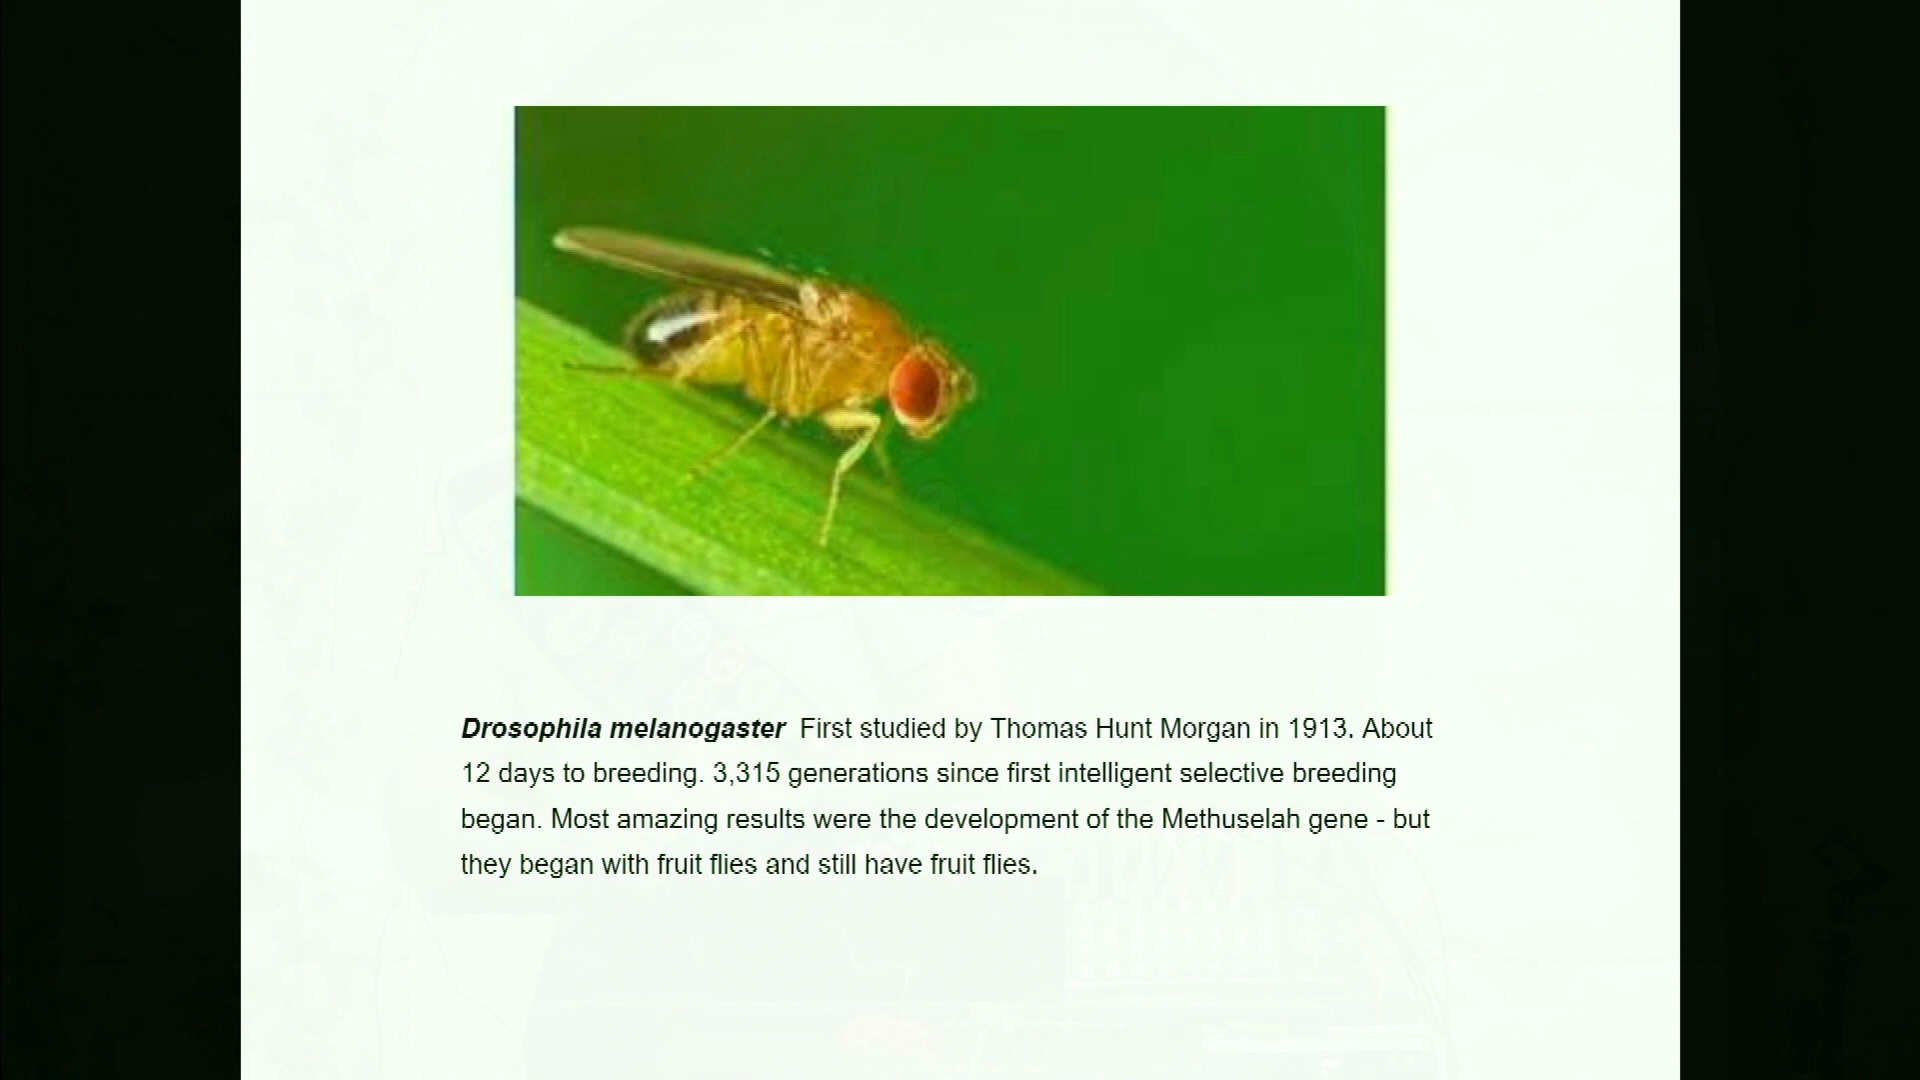 Drosophila melanogaster First studied by Thomas Hunt Morgan in 1913. About
12 days to breeding. 3,315 generations since first intelligent selective breeding
began. Most amazing results were the development of the Methuselah gene - but
they began with fruit flies and still have fruit flies.